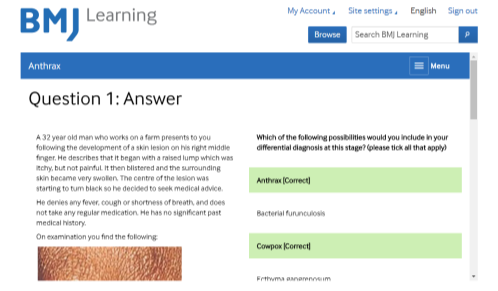 BMJ Learning
My Account
Site settings
English
Sign out
Browse
Search BMJ Learning
Anthrax
Menu
Question 1: Answer
A 32 year old man who works on a farm presents to you
following the development of a skin lesion on his right middle
finger. He describes that it began with a raised lump which was
itchy, but not painful. It then blistered and the surrounding
skin became very swollen. The centre of the lesion was
starting to turn black so he decided to seek medical advice.
He denies any fever, cough or shortness of breath, and does
not take any regular medication. He has no significant past
medical history.
On examination you find the following:
Which of the following possibilities would you include in your
differential diagnosis at this stage? (please tick all that apply)
Anthrax [Correct]
Bacterial furunculosis
Cowpox [Correct]
Ecthyma gangrenosum